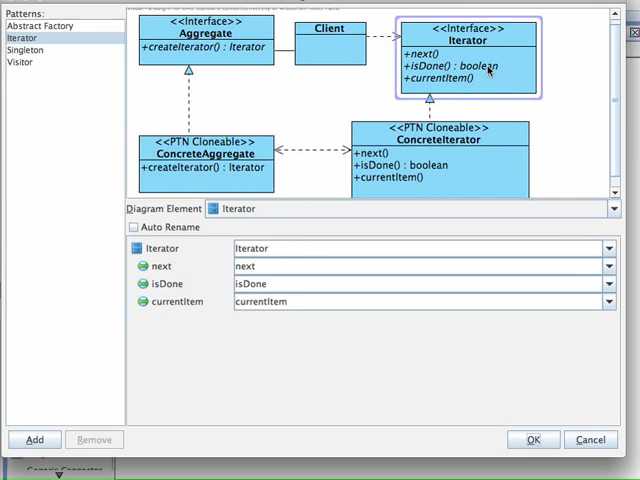 Patterns:
Abstract Factory
Iterator
Singleton
Visitor
<<Interface>>
Aggregate
+createIterator() : Iterator
Client
<<Interface>>
Iterator
+next()
+isDone() : boolean
+currentItem()
<<PTN Cloneable>>
ConcreteAggregate
+createIterator() : Iterator
<<PTN Cloneable>>
ConcreteIterator
+next()
+isDone() : boolean
+currentItem()
Diagram Element
Iterator
Auto Rename
Iterator
Iterator
next
next
isDone
isDone
currentItem
currentItem
Add
Remove
OK
Cancel
Generic Connector